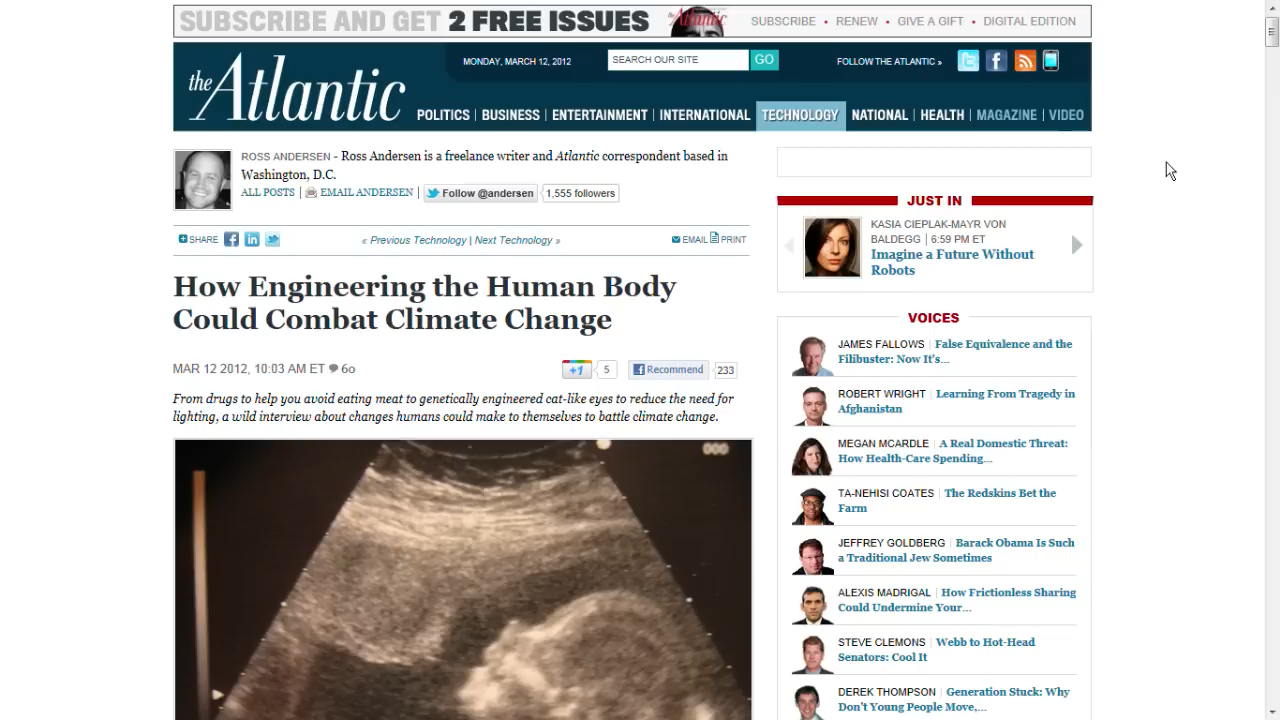 SUBSCRIBE AND GET 2 FREE ISSUES
the Atlantic
SUBSCRIBE • RENEW • GIVE A GIFT • DIGITAL EDITION
the Atlantic
MONDAY, MARCH 12, 2012
SEARCH OUR SITE
GO
FOLLOW THE ATLANTIC »
POLITICS | BUSINESS | ENTERTAINMENT | INTERNATIONAL | TECHNOLOGY | NATIONAL | HEALTH | MAGAZINE | VIDEO
ROSS ANDERSEN - Ross Andersen is a freelance writer and Atlantic correspondent based in
Washington, D.C.
ALL POSTS | EMAIL ANDERSEN | Follow @andersen 1,555 followers
SHARE
« Previous Technology | Next Technology »
EMAIL PRINT
How Engineering the Human Body
Could Combat Climate Change
MAR 12 2012, 10:03 AM ET 60
+1 5 Recommend 233
From drugs to help you avoid eating meat to genetically engineered cat-like eyes to reduce the need for
lighting, a wild interview about changes humans could make to themselves to battle climate change.
JUST IN
KASIA CIEPLAK-MAYR VON
BALDEGG | 6:59 PM ET
Imagine a Future Without
Robots
VOICES
JAMES FALLOWS | False Equivalence and the
Filibuster: Now It's...
ROBERT WRIGHT | Learning From Tragedy in
Afghanistan
MEGAN MCARDLE | A Real Domestic Threat:
How Health-Care Spending...
TA-NEHISI COATES | The Redskins Bet the
Farm
JEFFREY GOLDBERG | Barack Obama Is Such
a Traditional Jew Sometimes
ALEXIS MADRIGAL | How Frictionless Sharing
Could Undermine Your...
STEVE CLEMONS | Webb to Hot-Head
Senators: Cool It
DEREK THOMPSON | Generation Stuck: Why
Don't Young People Move,...